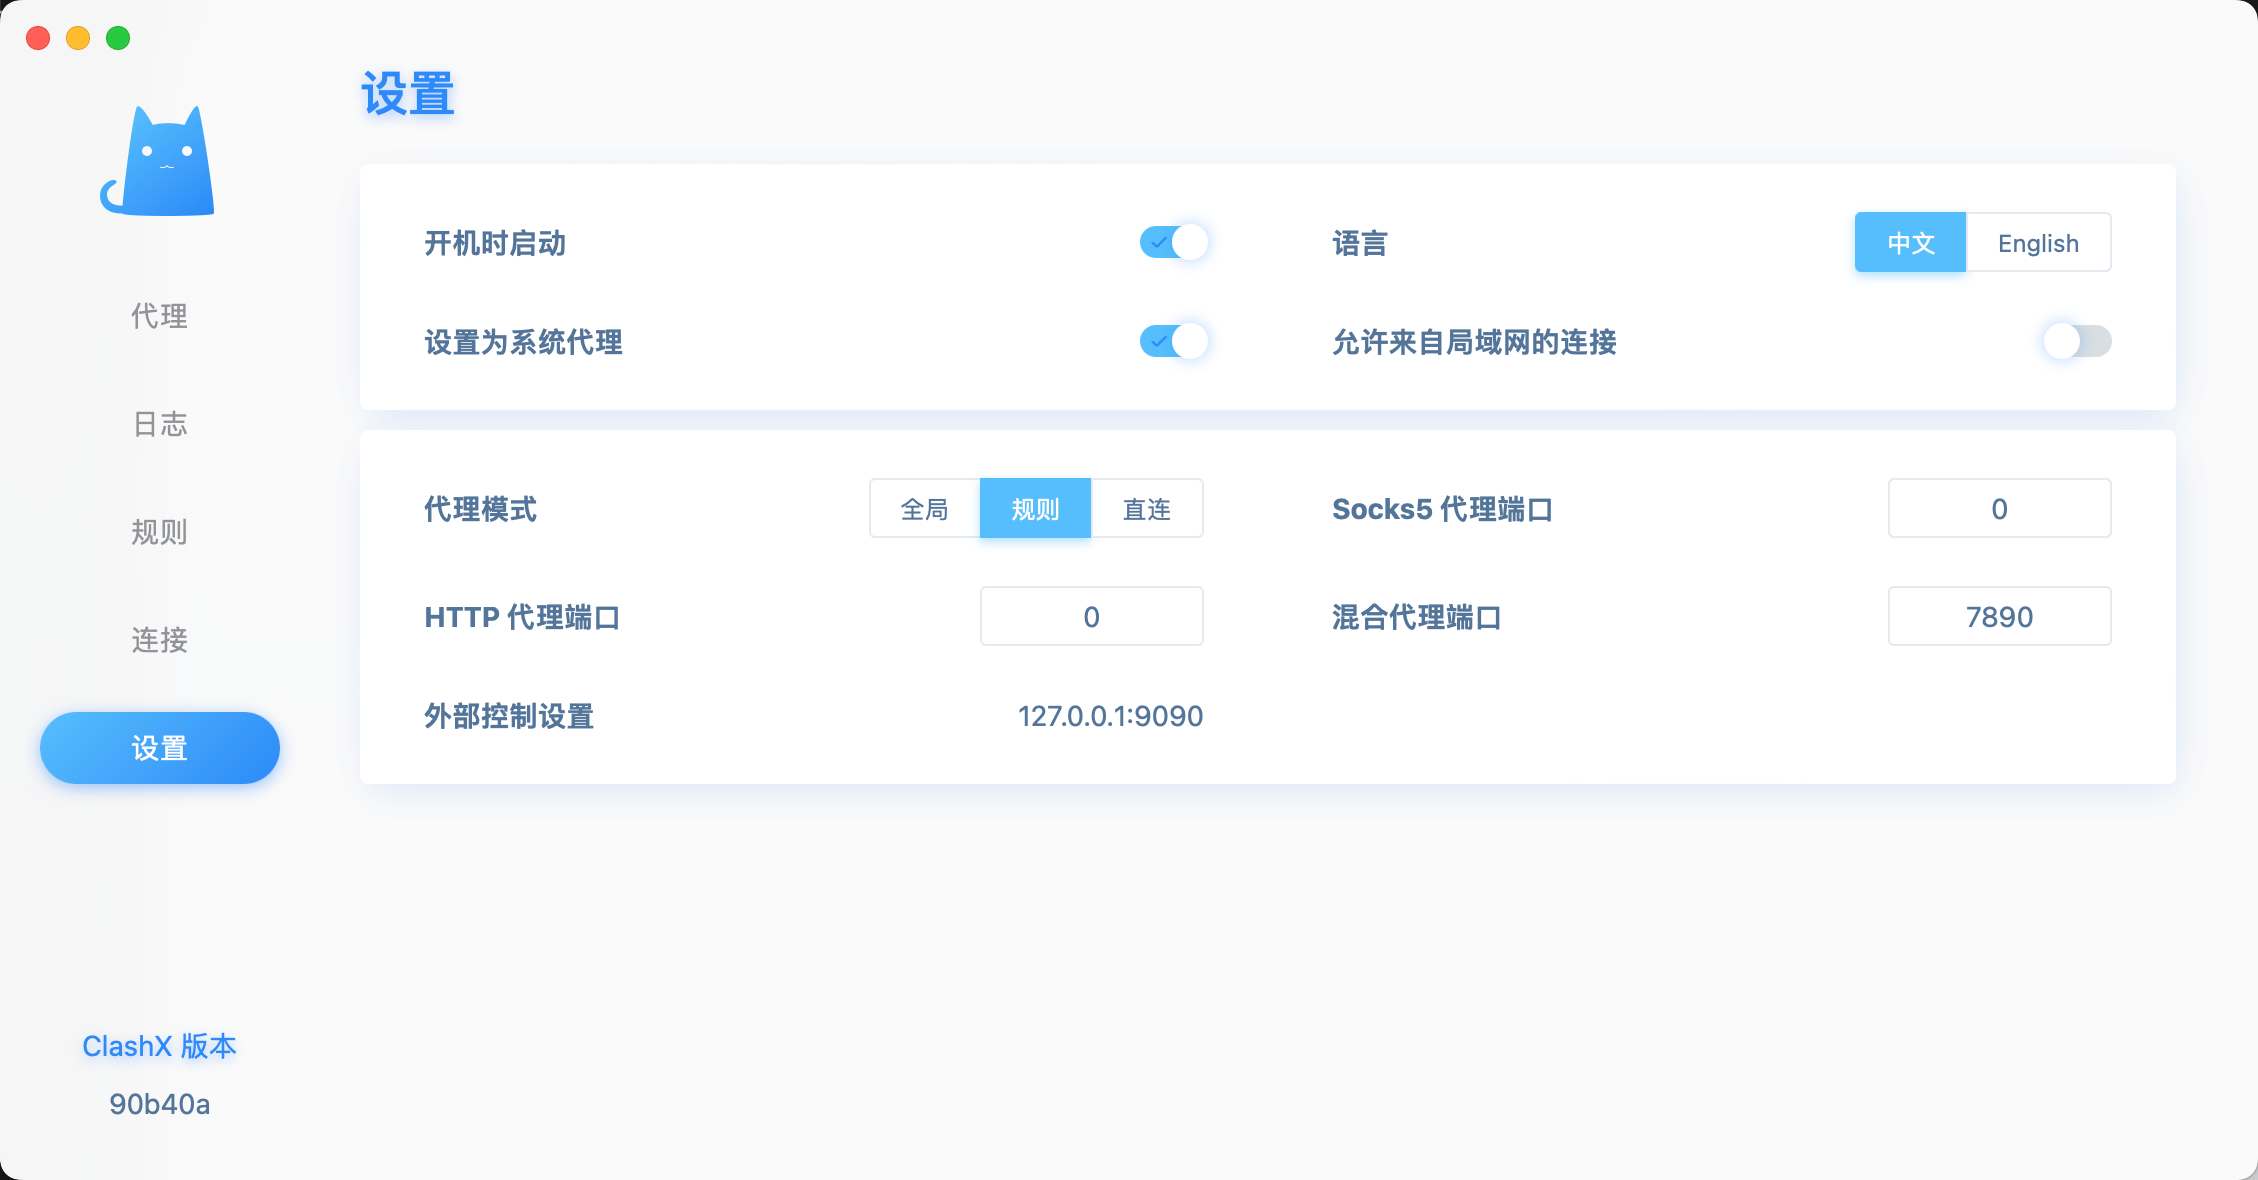 设置
开机时启动
语言
中文 English
设置为系统代理
允许来自局域网的连接
代理模式
全局 规则 直连
Socks5 代理端口
0
HTTP 代理端口
0
混合代理端口
7890
外部控制设置
127.0.0.1:9090
代理
日志
规则
连接
设置
ClashX 版本
90b40a